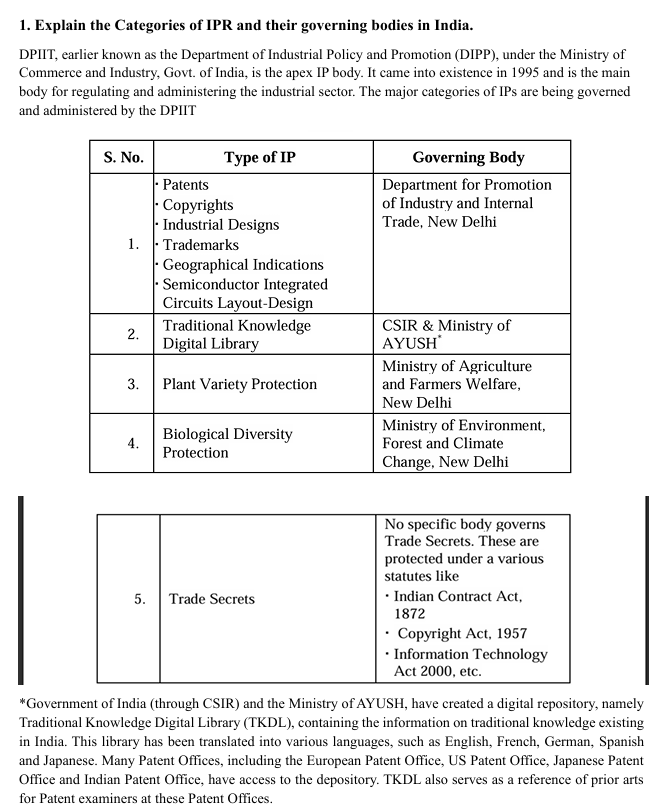 1. Explain the Categories of IPR and their governing bodies in India.
DPIIT, earlier known as the Department of Industrial Policy and Promotion (DIPP), under the Ministry of
Commerce and Industry, Govt. of India, is the apex IP body. It came into existence in 1995 and is the main
body for regulating and administering the industrial sector. The major categories of IPs are being governed
and administered by the DPIIT
S. No. Type of IP Governing Body
1.
· Patents
· Copyrights
· Industrial Designs
· Trademarks
· Geographical Indications
· Semiconductor Integrated
Circuits Layout-Design
Department for Promotion
of Industry and Internal
Trade, New Delhi
2.
Traditional Knowledge
Digital Library
CSIR & Ministry of
AYUSH*
3.
Plant Variety Protection
Ministry of Agriculture
and Farmers Welfare,
New Delhi
4.
Biological Diversity
Protection
Ministry of Environment,
Forest and Climate
Change, New Delhi
5.
Trade Secrets
No specific body governs
Trade Secrets. These are
protected under a various
statutes like
· Indian Contract Act,
1872
· Copyright Act, 1957
· Information Technology
Act 2000, etc.
*Government of India (through CSIR) and the Ministry of AYUSH, have created a digital repository, namely
Traditional Knowledge Digital Library (TKDL), containing the information on traditional knowledge existing
in India. This library has been translated into various languages, such as English, French, German, Spanish
and Japanese. Many Patent Offices, including the European Patent Office, US Patent Office, Japanese Patent
Office and Indian Patent Office, have access to the depository. TKDL also serves as a reference of prior arts
for Patent examiners at these Patent Offices.